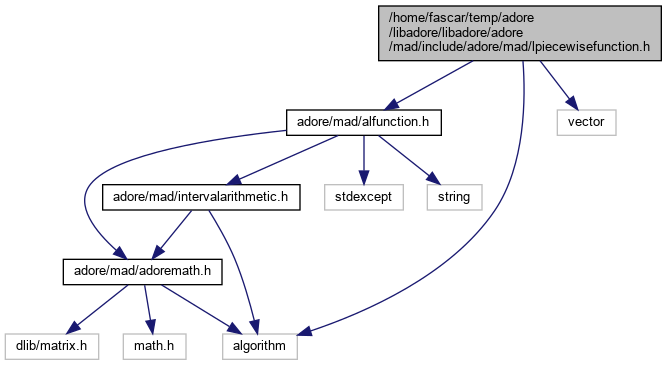 /home/fascar/temp/adore
/libadore/libadore/adore
/mad/include/adore/mad/lpiecewisefunction.h
adore/mad/alfunction.h
vector
adore/mad/intervalarithmetic.h
stdexcept
string
adore/mad/adoremath.h
dlib/matrix.h
math.h
algorithm